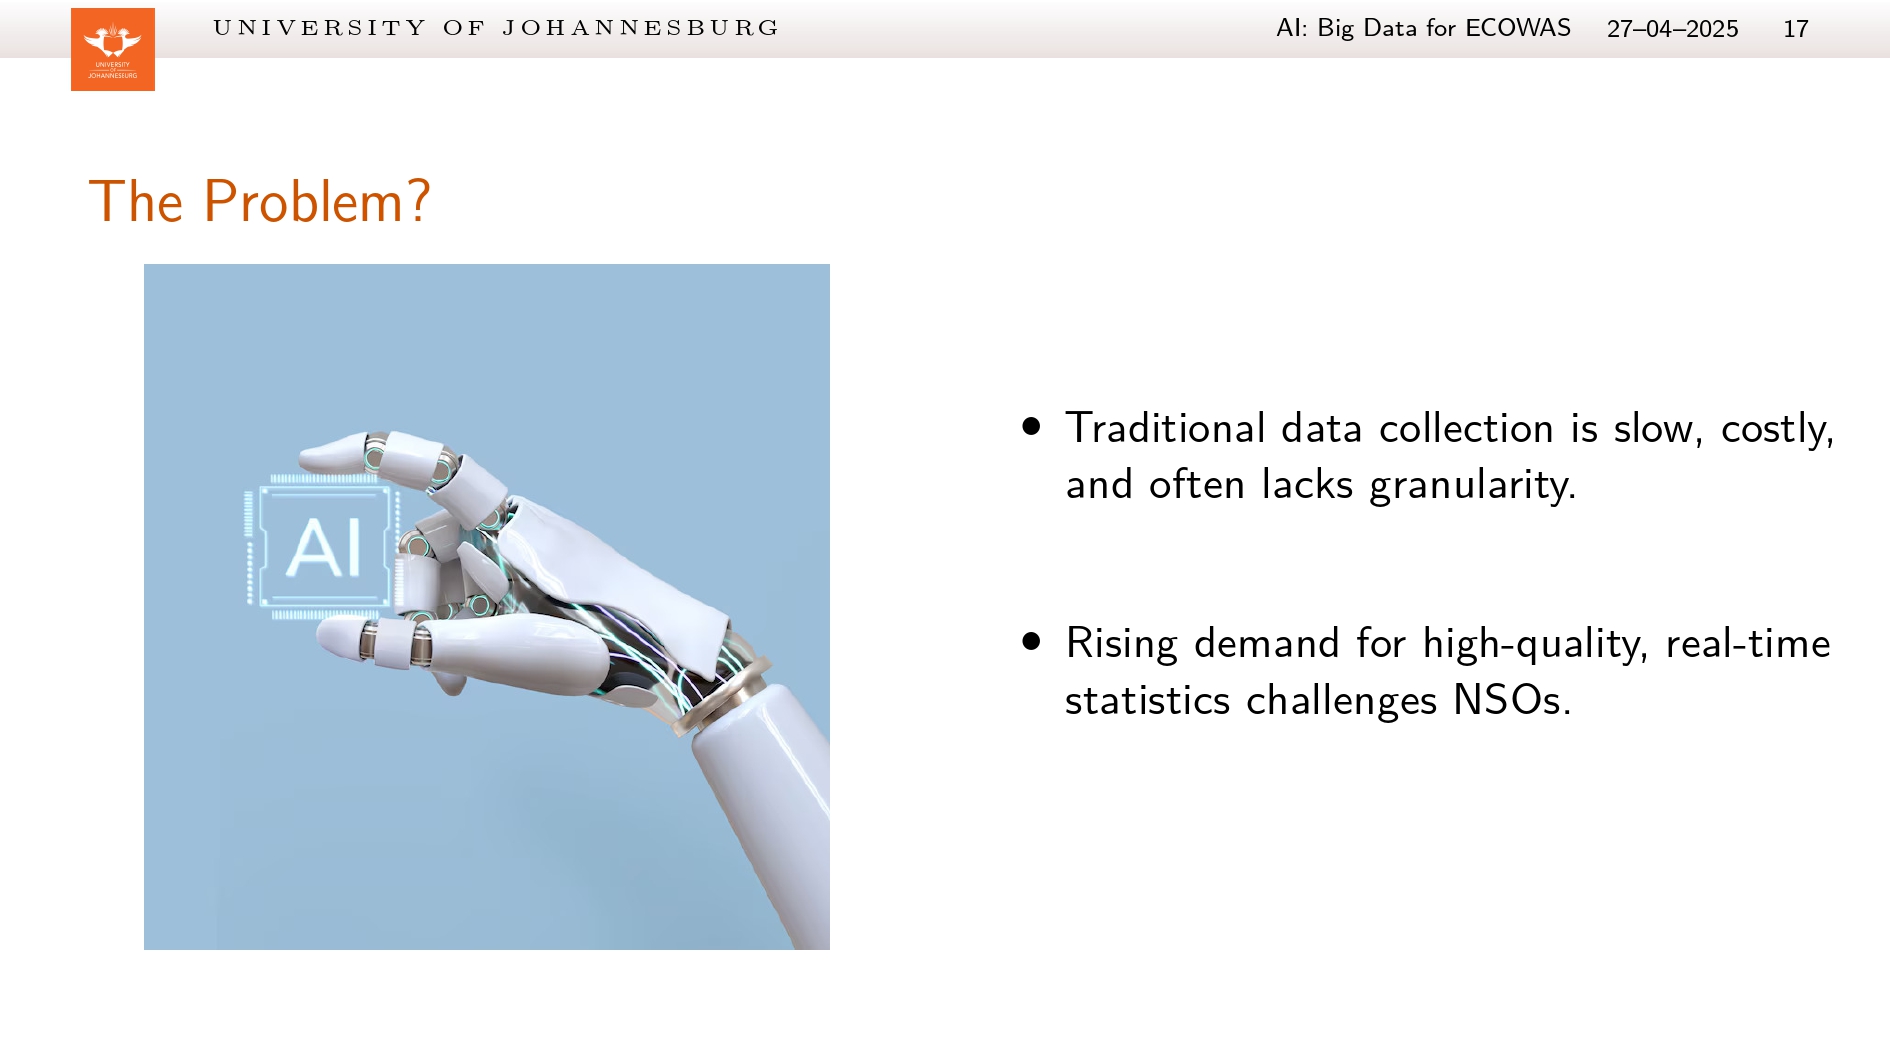 UNIVERSITY OF JOHANNESBURG
AI: Big Data for ECOWAS 27–04–2025 17
UNIVERSITY
OF
JOHANNESBURG
The Problem?
AI
• Traditional data collection is slow, costly,
and often lacks granularity.
• Rising demand for high-quality, real-time
statistics challenges NSOs.